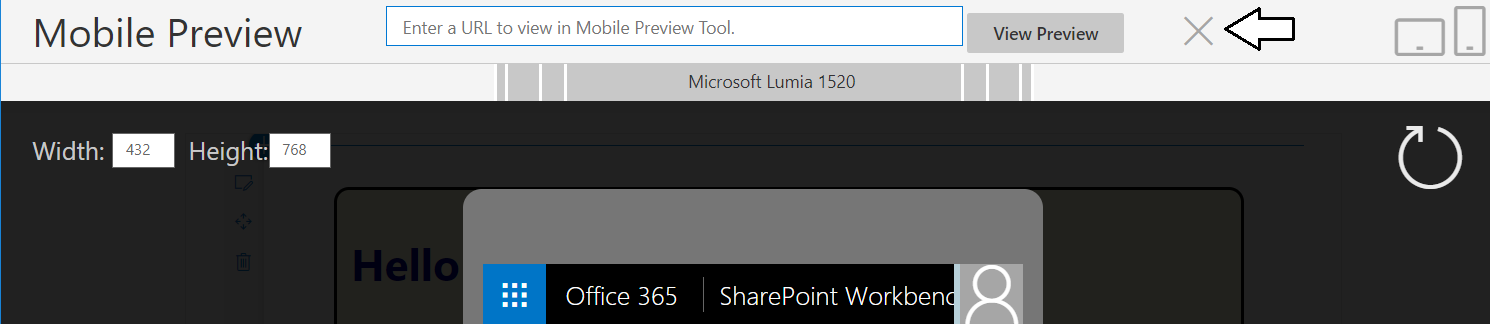 Mobile Preview
Enter a URL to view in Mobile Preview Tool.
View Preview
Microsoft Lumia 1520
Width: 432 Height: 768
Hello
Office 365 SharePoint Workbenc